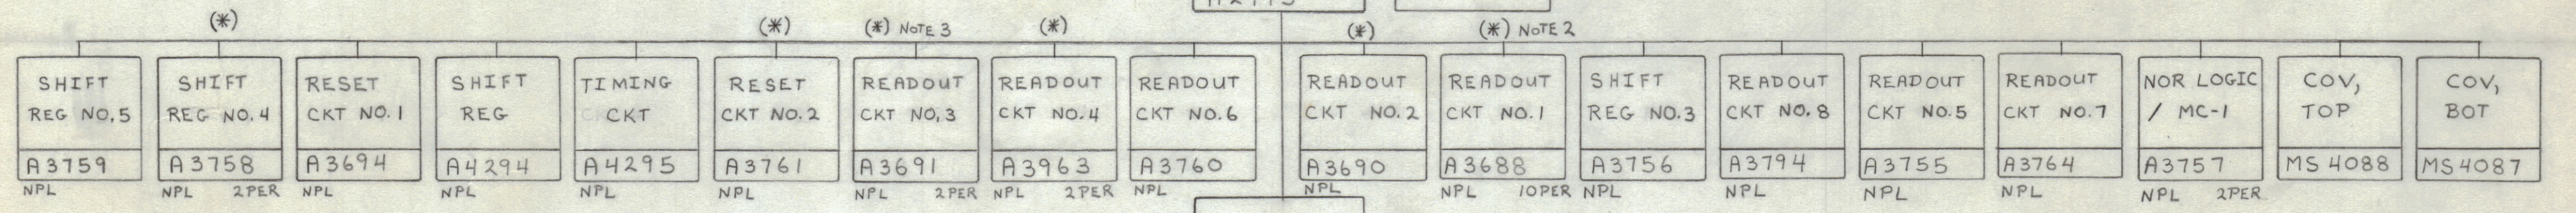 (*) (*) (*) NOTE 3 (*) (*) (*) NOTE 2
SHIFT
REG NO,5
A3759
NPL
SHIFT
REG NO.4
A3758
NPL 2PER
RESET
CKT NO.1
A3694
NPL
SHIFT
REG
A4294
NPL
TIMING
CKT
A4295
NPL
RESET
CKT NO.2
A3761
NPL
READOUT
CKT NO,3
A3691
NPL 2PER
READOUT
CKT NO.4
A3963
NPL 2PER
READOUT
CKT NO.6
A3760
NPL
READOUT
CKT NO.2
A3690
NPL
READOUT
CKT NO.1
A3688
NPL 10PER
SHIFT
REG NO.3
A3756
NPL
READOUT
CKT NO.8
A3794
NPL
READOUT
CKT NO.5
A3755
NPL
READOUT
CKT NO.7
A3764
NPL
NOR LOGIC
/ MC-1
A3757
NPL 2PER
COV,
TOP
MS 4088
COV,
BOT
MS4087